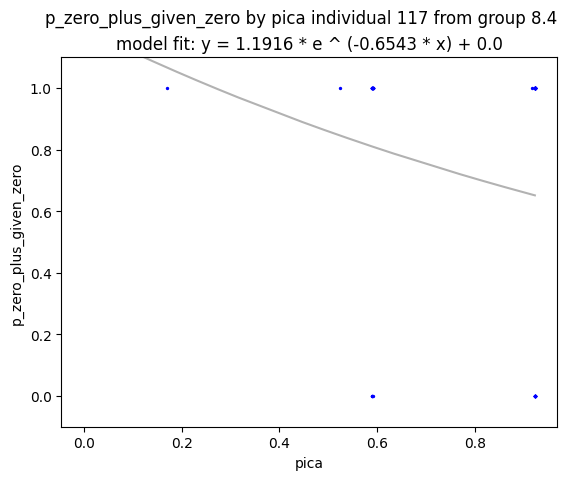 p_zero_plus_given_zero by pica individual 117 from group 8.4
model fit: y = 1.1916 * e ^ (-0.6543 * x) + 0.0
1.0
0.8
0.6
0.4
0.2
0.0
p_zero_plus_given_zero
0.0 0.2 0.4 0.6 0.8
pica